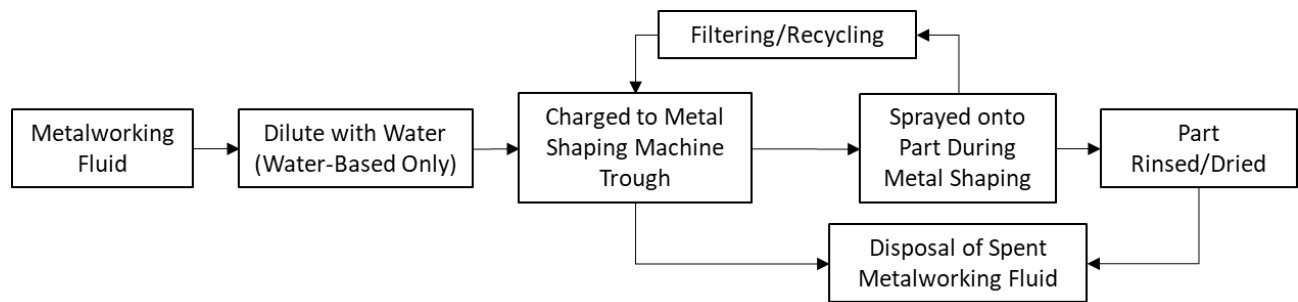 Filtering/Recycling
Metalworking
Fluid
Dilute with Water
(Water-Based Only)
Charged to Metal
Shaping Machine
Trough
Sprayed onto
Part During
Metal Shaping
Part
Rinsed/Dried
Disposal of Spent
Metalworking Fluid